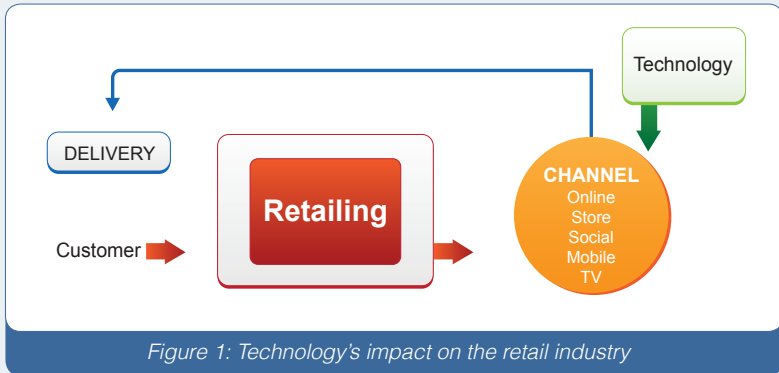 Technology
DELIVERY
CHANNEL
Online
Store
Social
Mobile
TV
Retailing
Customer
Figure 1: Technology's impact on the retail industry